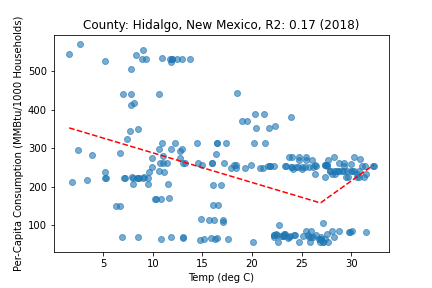 County: Hidalgo, New Mexico, R2: 0.17 (2018)
Per-Capita Consumption (MMBtu/1000 Households)
500
400
300
200
100
5 10 15 20 25 30
Temp (deg C)